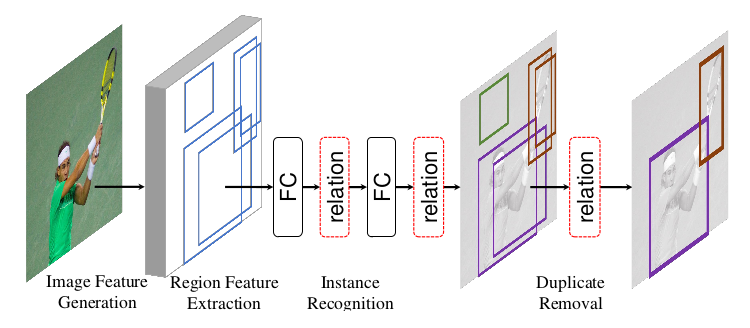 FC
relation
FC
relation
relation
Image Feature
Generation
Region Feature
Extraction
Instance
Recognition
Duplicate
Removal